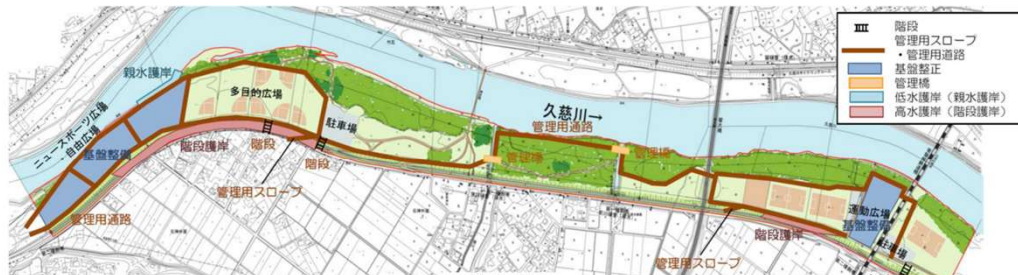 階段
管理用スロープ
・管理用道路
基盤整正
管理橋
低水護岸(親水護岸)
高水護岸(階段護岸)
親水護岸
ニュースポーツ広場
・自由広場
多目的広場
基盤整備
階段護岸
階段
駐車場
階段
管理用スロープ
管理用通路
久慈川→
管理用通路
管理橋
管理橋
運動広場
基盤整備
階段護岸
駐車場
管理用スロープ